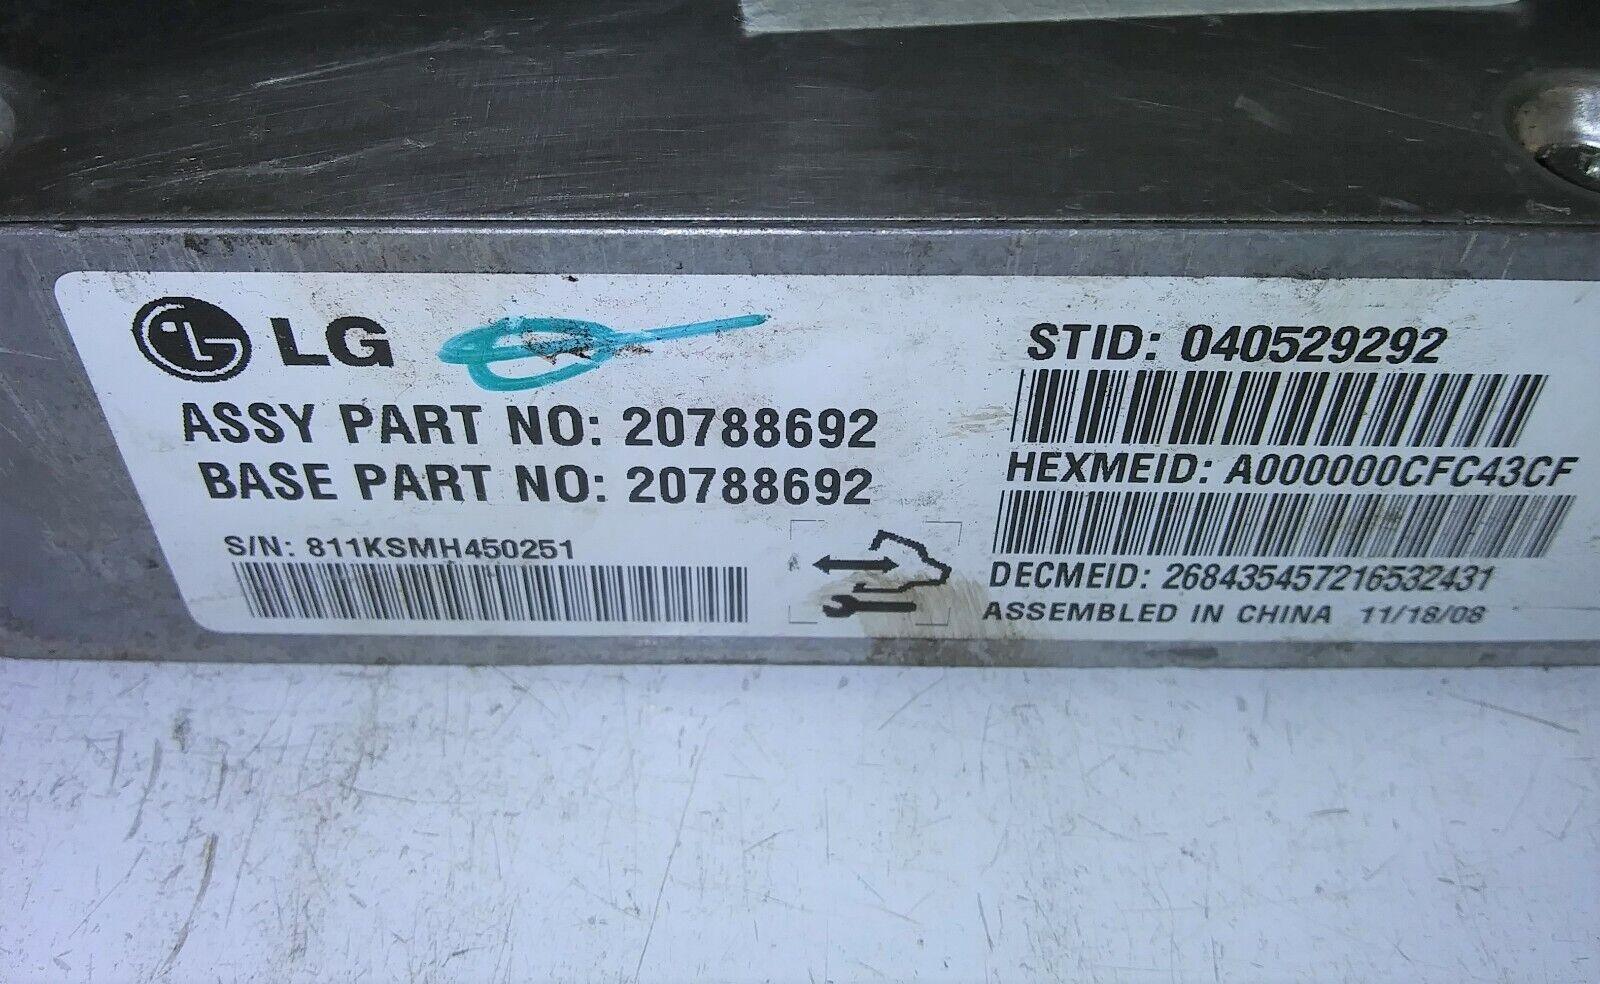 LG
ASSY PART NO: 20788692
BASE PART NO: 20788692
S/N: 811KSMH450251
STID: 040529292
HEXMEID: A000000CFC43CF
DECMEID: 268435457216532431
ASSEMBLED IN CHINA 11/18/08